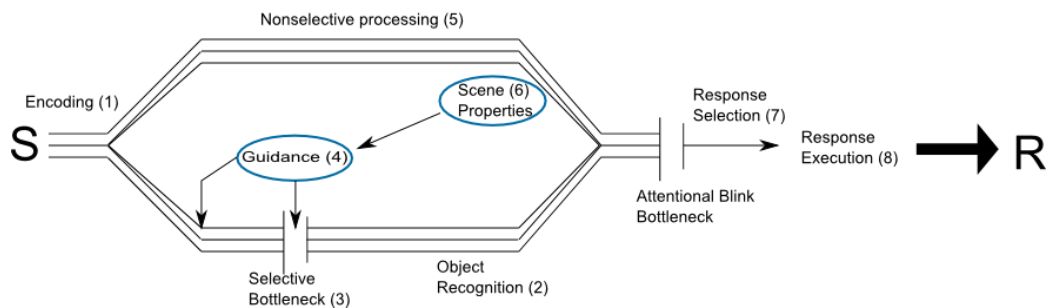 Nonselective processing (5)
Encoding (1)
S
Scene (6)
Properties
Guidance (4)
Response
Selection (7)
Response
Execution (8)
R
Attentional Blink
Bottleneck
Selective
Bottleneck (3)
Object
Recognition (2)